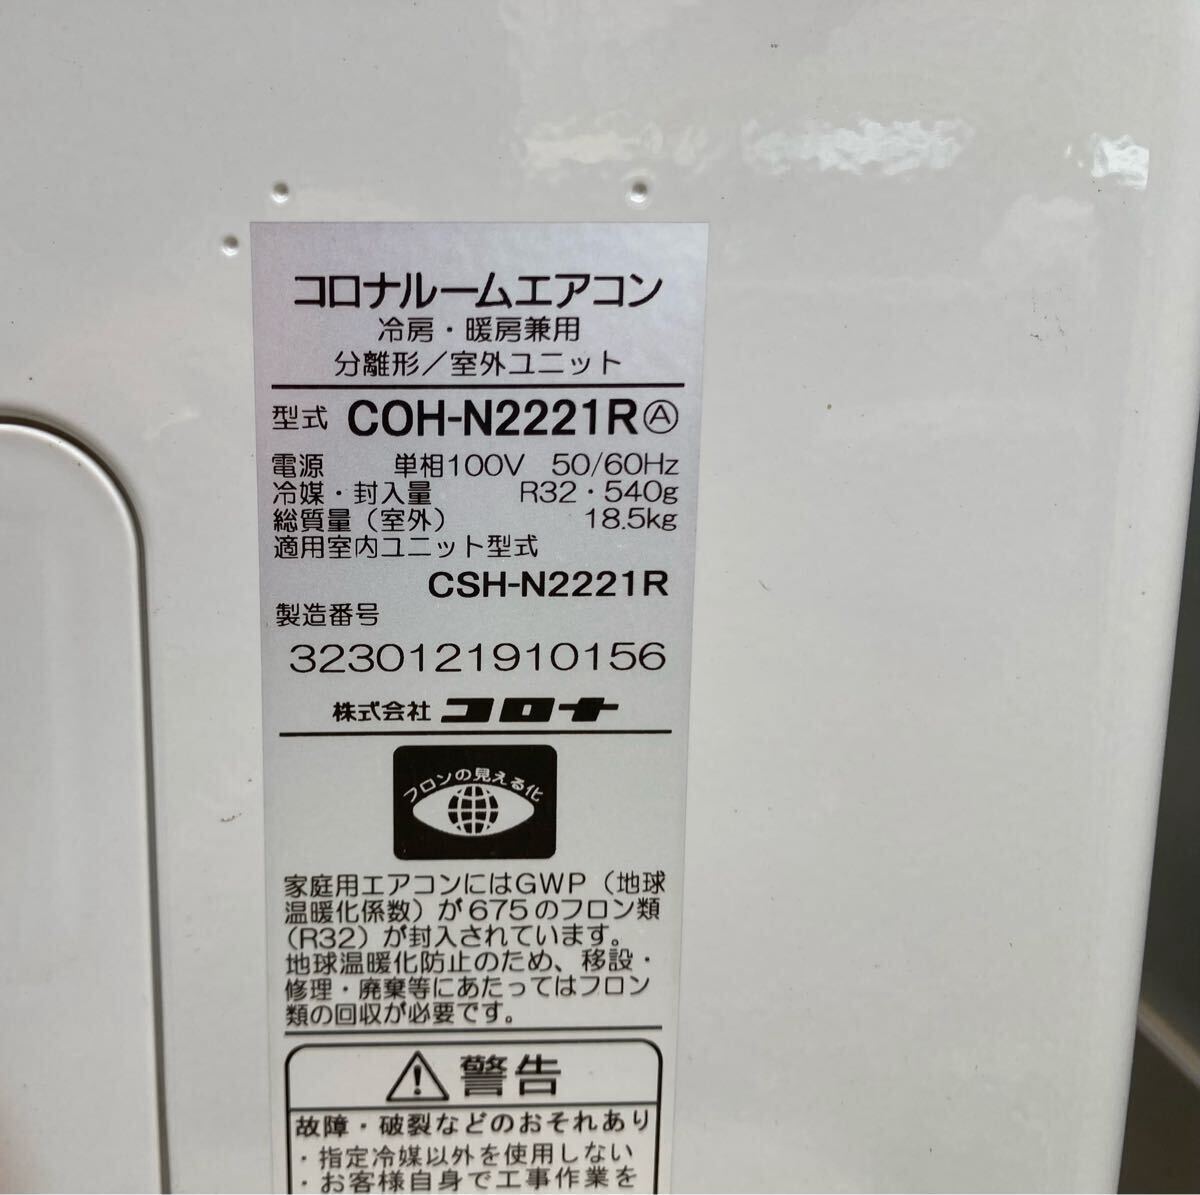 コロナルームエアコン
冷房・暖房兼用
分離形／室外ユニット
型式 COH-N2221RⒶ
電源 単相100V 50/60Hz
冷媒・封入量 R32・540g
総質量（室外） 18.5kg
適用室内ユニット型式
CSH-N2221R
製造番号
3230121910156
株式会社 コロナ
フロンの見える化
家庭用エアコンにはGWP（地球
温暖化係数）が675のフロン類
（R32）が封入されています。
地球温暖化防止のため、移設・
修理・廃棄等にあたってはフロン
類の回収が必要です。
警告
故障・破裂などのおそれあり
・指定冷媒以外を使用しない
・お客様自身で工事作業を